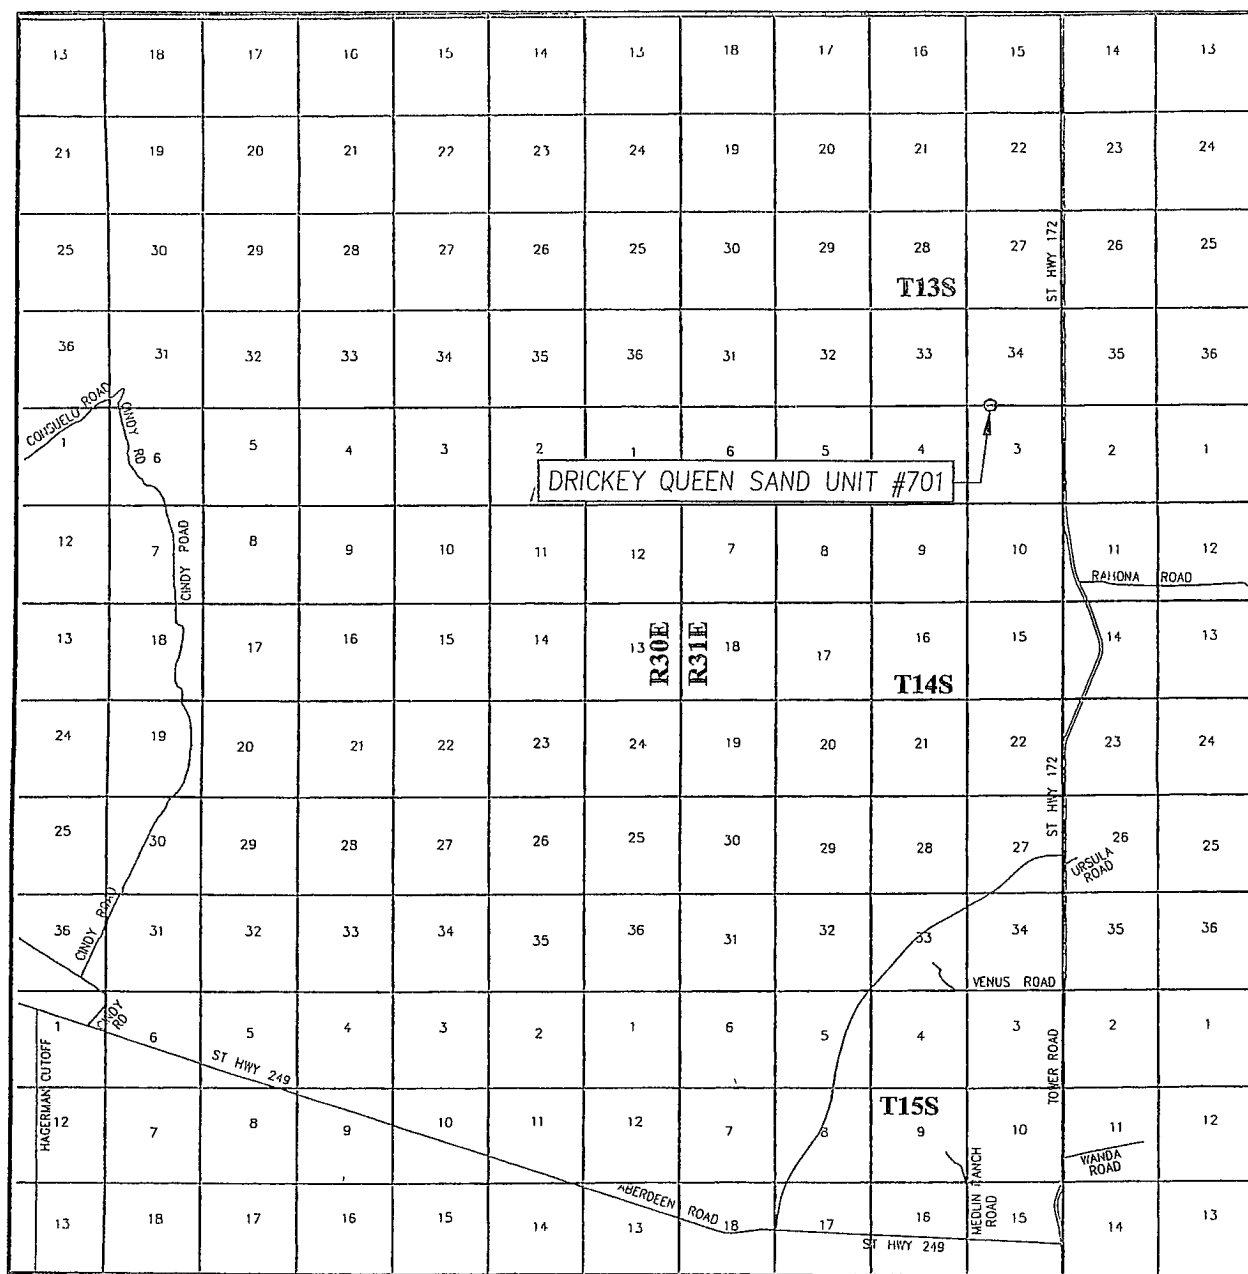 13 18 17 16 15 14 13 18 17 16 15 14 13
21 19 20 21 22 23 24 19 20 21 22 23 24
25 30 29 28 27 26 25 30 29 28 27 26 25
ST HWY 172
T13S
36 31 32 33 34 35 36 31 32 33 34 35 36
CONSUELO ROAD
CINDY RD
1 6 5 4 3 2 1 6 5 4 3 2 1
DRICKEY QUEEN SAND UNIT #701
12 7 8 9 10 11 12 7 8 9 10 11 12
CINDY ROAD
ROAD
13 18 17 16 15 14 13 18 17 16 15 14 13
R30E R31E
T14S
24 19 20 21 22 23 24 19 20 21 22 23 24
ST HWY 172
25 30 29 28 27 26 25 30 29 28 27 26 25
URSULA
ROAD
36 31 32 33 34 35 36 31 32 33 34 35 36
CINDY ROAD
VENUS ROAD
CINDY
RD
1 6 5 4 3 2 1 6 5 4 3 2 1
ST HWY 249
HAGERMAN CUTOFF
TOWER ROAD
T15S
12 7 8 9 10 11 12 7 8 9 10 11 12
WANDA
ROAD
MEDLIN RANCH
ROAD
ABERDEEN ROAD
13 18 17 16 15 14 13 18 17 16 15 14 13
ST HWY 249